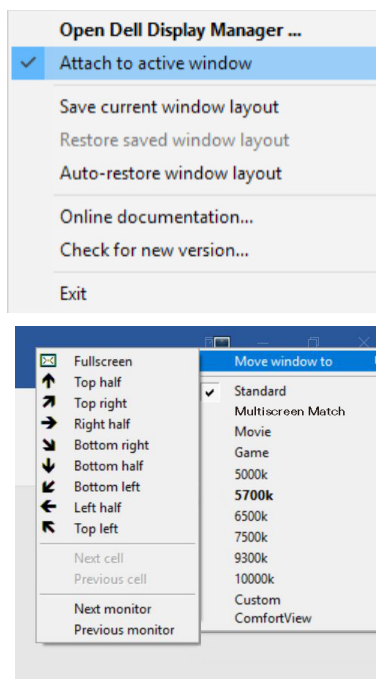 Open Dell Display Manager ...
Attach to active window
Save current window layout
Restore saved window layout
Auto-restore window layout
Online documentation...
Check for new version...
Exit
Fullscreen
Top half
Top right
Right half
Bottom right
Bottom half
Bottom left
Left half
Top left
Next cell
Previous cell
Next monitor
Previous monitor
Move window to
Standard
Multiscreen Match
Movie
Game
5000k
5700k
6500k
7500k
9300k
10000k
Custom
ComfortView